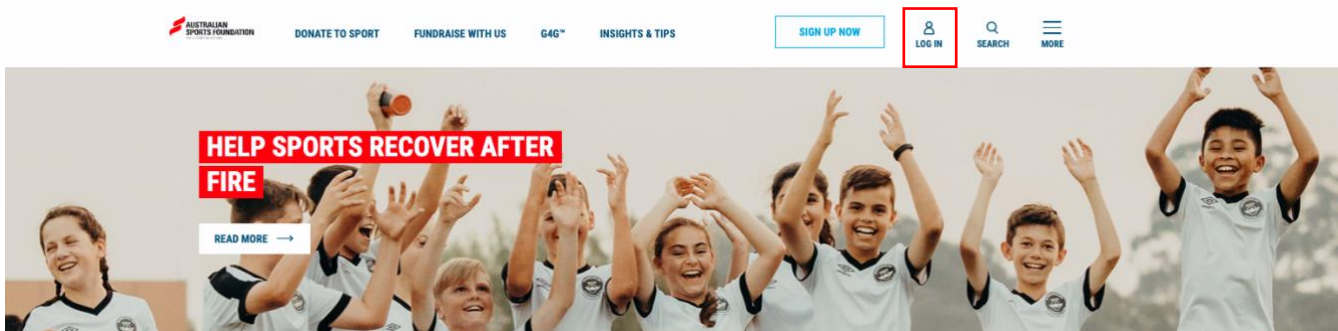 AUSTRALIAN
SPORTS FOUNDATION
DONATE TO SPORT
FUNDRAISE WITH US
G4G™
INSIGHTS & TIPS
SIGN UP NOW
LOG IN
SEARCH
MORE
HELP SPORTS RECOVER AFTER
FIRE
READ MORE →